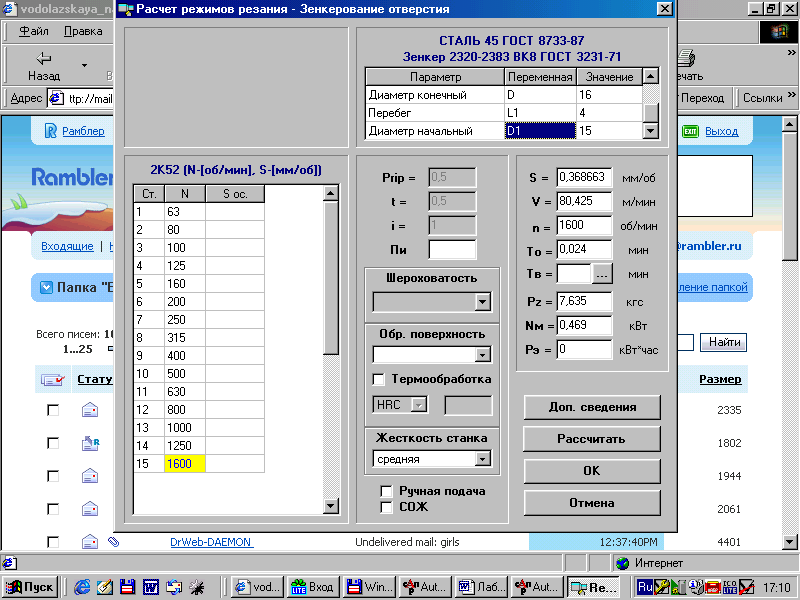 vodolazskaya_n
Расчет режимов резания - Зенкерование отверстия
Файл Правка
Назад
Адрес ttp://mail
Переход Ссылки »
Рамблер
Выход
Rambler
Входящие
@rambler.ru
Папка "В
ление папкой
Всего писем: 10
1...25
Найти
Стату
Размер
2335
1802
1944
2061
4401
СТАЛЬ 45 ГОСТ 8733-87
Зенкер 2320-2383 ВК8 ГОСТ 3231-71
Параметр Переменная Значение
Диаметр конечный D 16
Перебег L1 4
Диаметр начальный D1 15
2К52 (N-[об/мин], S-[мм/об])
Ст. N S ос.
1 63
2 80
3 100
4 125
5 160
6 200
7 250
8 315
9 400
10 500
11 630
12 800
13 1000
14 1250
15 1600
Prip = 0,5
t = 0,5
i = 1
Пи
Шероховатость
Обр. поверхность
Термообработка
HRC
Жесткость станка
средняя
Ручная подача
СОЖ
S = 0,368663 мм/об
V = 80,425 м/мин
n = 1600 об/мин
To = 0,024 мин
Тв = ... мин
Pz = 7,635 кгс
Nм = 0,469 кВт
Рэ = 0 кВт*час
Доп. сведения
Рассчитать
OK
Отмена
DrWeb-DAEMON Undelivered mail: girls 12:37:40PM
Интернет
Пуск vod... Вход Win... Aut... Лаб... Aut... Re... Ru 17:10